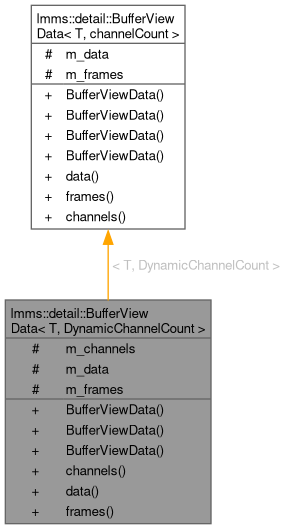 lmms::detail::BufferView
Data< T, channelCount >
# m_data
# m_frames
+ BufferViewData()
+ BufferViewData()
+ BufferViewData()
+ BufferViewData()
+ data()
+ frames()
+ channels()
< T, DynamicChannelCount >
lmms::detail::BufferView
Data< T, DynamicChannelCount >
# m_channels
# m_data
# m_frames
+ BufferViewData()
+ BufferViewData()
+ BufferViewData()
+ channels()
+ data()
+ frames()